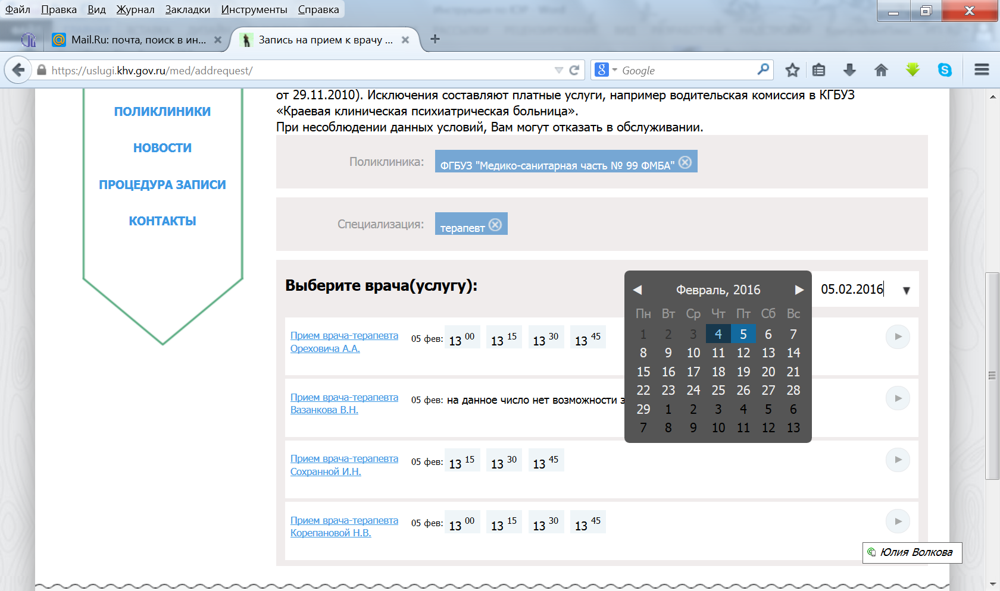 Файл Правка Вид Журнал Закладки Инструменты Справка
Mail.Ru: почта, поиск в ин... Запись на прием к врачу ...
https://uslugi.khv.gov.ru/med/addrequest/ Google
от 29.11.2010). Исключения составляют платные услуги, например водительская комиссия в КГБУЗ
«Краевая клиническая психиатрическая больница».
При несоблюдении данных условий, Вам могут отказать в обслуживании.
ПОЛИКЛИНИКИ
НОВОСТИ
ПРОЦЕДУРА ЗАПИСИ
КОНТАКТЫ
Поликлиника: ФГБУЗ "Медико-санитарная часть № 99 ФМБА"
Специализация: терапевт
Выберите врача(услугу):
05.02.2016
Февраль, 2016
Пн Вт Ср Чт Пт Сб Вс
1 2 3 4 5 6 7
8 9 10 11 12 13 14
15 16 17 18 19 20 21
22 23 24 25 26 27 28
29 1 2 3 4 5 6
7 8 9 10 11 12 13
Прием врача-терапевта
Ореховича А.А.
05 фев: 13 00 13 15 13 30 13 45
Прием врача-терапевта
Вазанкова В.Н.
05 фев: на данное число нет возможности з
Прием врача-терапевта
Сохранной И.Н.
05 фев: 13 15 13 30 13 45
Прием врача-терапевта
Корепановой Н.В.
05 фев: 13 00 13 15 13 30 13 45
Юлия Волкова